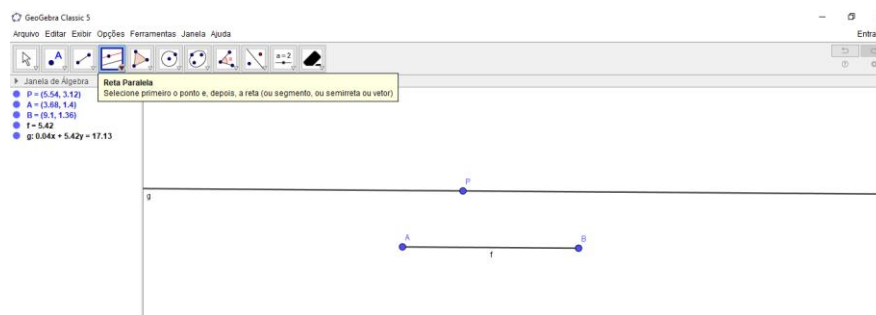 GeoGebra Classic 5
Arquivo Editar Exibir Opções Ferramentas Janela Ajuda
Entra
A
a=2
Janela de Álgebra
Reta Paralela
Selecione primeiro o ponto e, depois, a reta (ou segmento, ou semirreta ou vetor)
P = (5.54, 3.12)
A = (3.68, 1.4)
B = (9.1, 1.36)
f = 5.42
g: 0.04x + 5.42y = 17.13
P
g
A
B
f